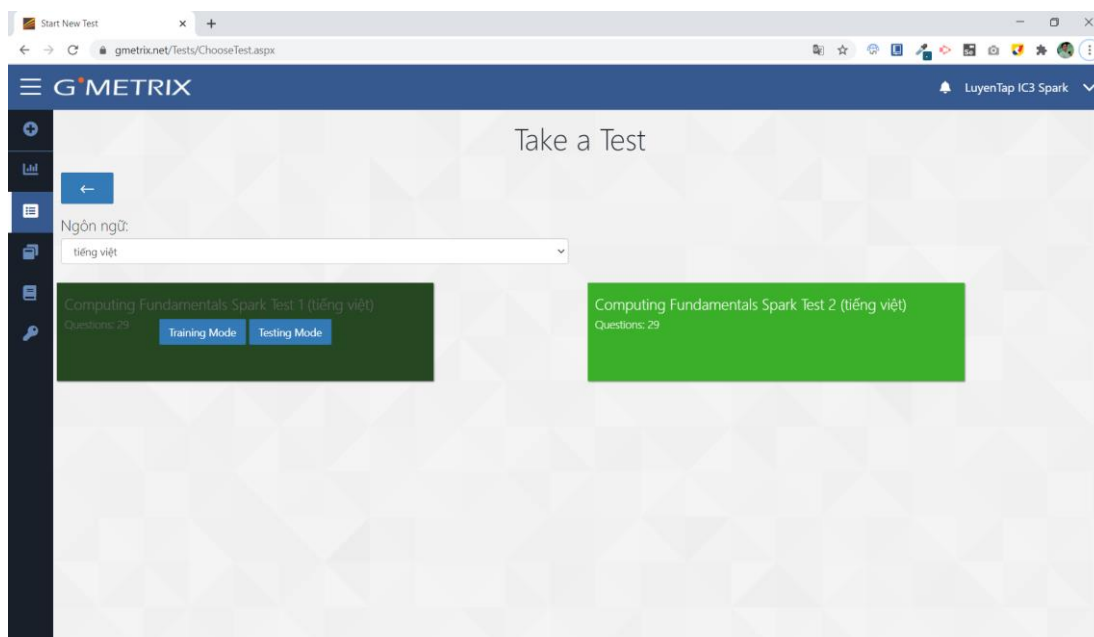 Start New Test
gmetrix.net/Tests/ChooseTest.aspx
G METRIX
LuyenTap IC3 Spark
Take a Test
Ngôn ngữ:
tiếng việt
Computing Fundamentals Spark Test 1 (tiếng việt)
Questions: 29
Training Mode
Testing Mode
Computing Fundamentals Spark Test 2 (tiếng việt)
Questions: 29